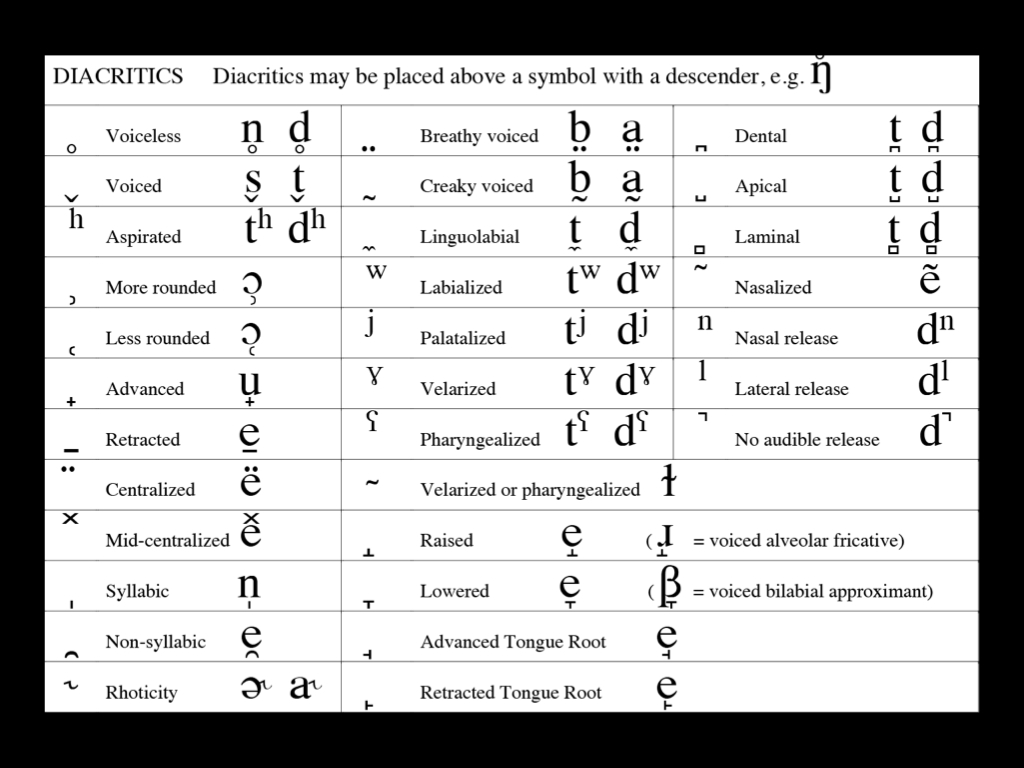 DIACRITICS Diacritics may be placed above a symbol with a descender, e.g. ŋ̊
̥ Voiceless n̥ d̥ ̤ Breathy voiced b̤ a̤ ̪ Dental t̪ d̪
̬ Voiced s̬ t̬ ̰ Creaky voiced b̰ a̰ ̺ Apical t̺ d̺
ʰ Aspirated tʰ dʰ ̼ Linguolabial t̼ d̼ ̻ Laminal t̻ d̻
̹ More rounded ɔ̹ ʷ Labialized tʷ dʷ ̃ Nasalized ẽ
̜ Less rounded ɔ̜ ʲ Palatalized tʲ dʲ ⁿ Nasal release dⁿ
̟ Advanced u̟ ˠ Velarized tˠ dˠ ˡ Lateral release dˡ
̠ Retracted e̠ ˤ Pharyngealized tˤ dˤ ̚ No audible release d̚
̈ Centralized ë ̴ Velarized or pharyngealized ɫ
̽ Mid-centralized e̽ ̝ Raised e̝ (ɹ̝ = voiced alveolar fricative)
̩ Syllabic n̩ ̞ Lowered e̞ (β̞ = voiced bilabial approximant)
̯ Non-syllabic e̯ ̘ Advanced Tongue Root e̘
˞ Rhoticity ə˞ a˞ ̙ Retracted Tongue Root e̙